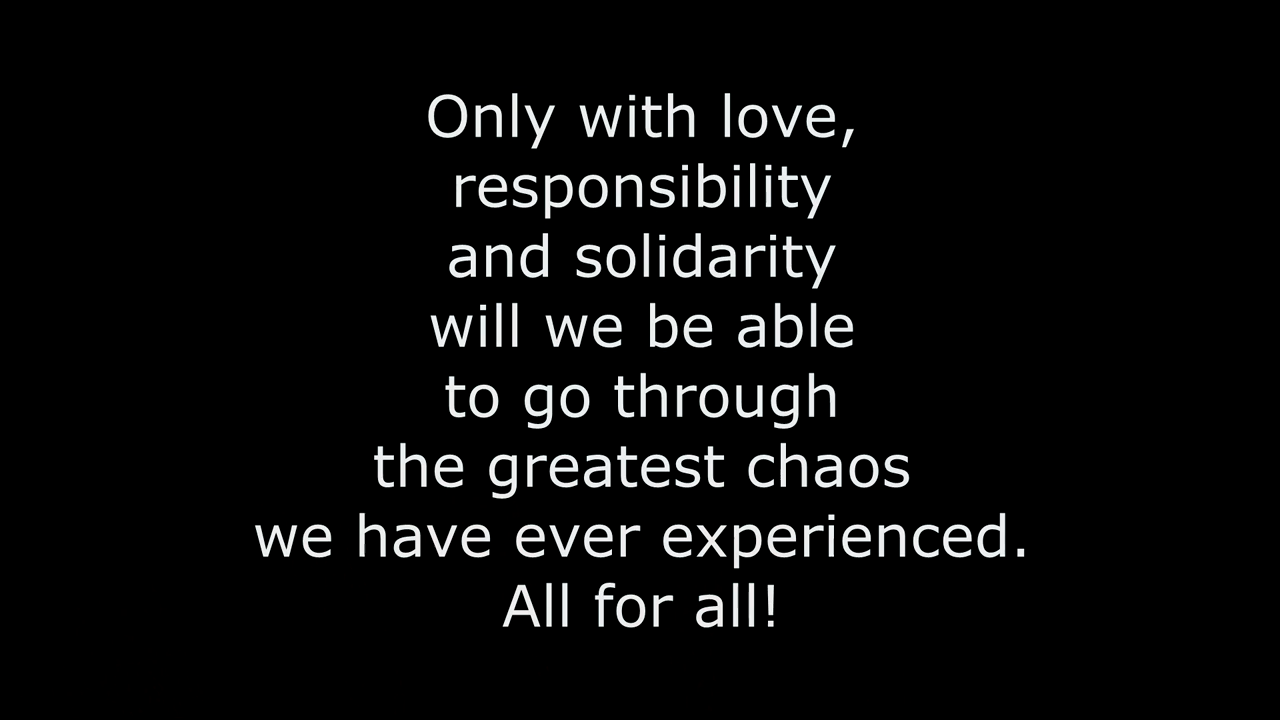 Only with love,
responsibility
and solidarity
will we be able
to go through
the greatest chaos
we have ever experienced.
All for all!